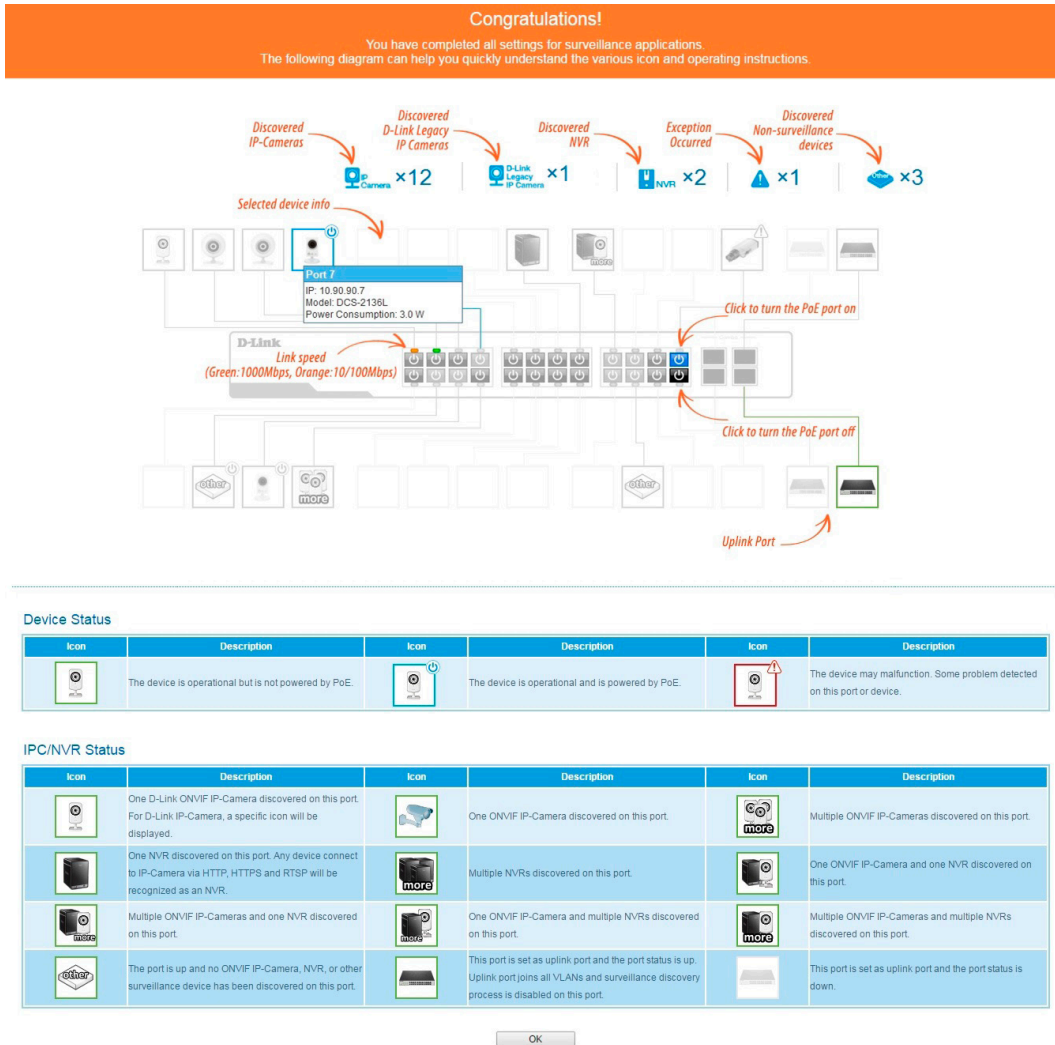 Congratulations!
You have completed all settings for surveillance applications.
The following diagram can help you quickly understand the various icon and operating instructions.
Discovered
IP-Cameras
Discovered
D-Link Legacy
IP Cameras
Discovered
NVR
Exception
Occurred
Discovered
Non-surveillance
devices
IP
Camera ×12
D-Link
Legacy
IP Camera ×1
NVR ×2
×1
Other ×3
Selected device info
more
Port 7
IP: 10.90.90.7
Model: DCS-2136L
Power Consumption: 3.0 W
Click to turn the PoE port on
D-Link
Link speed
(Green:1000Mbps, Orange:10/100Mbps)
Click to turn the PoE port off
other
more
other
Uplink Port
Device Status
Icon Description Icon Description Icon Description
The device is operational but is not powered by PoE.
The device is operational and is powered by PoE.
The device may malfunction. Some problem detected
on this port or device.
IPC/NVR Status
Icon Description Icon Description Icon Description
One D-Link ONVIF IP-Camera discovered on this port.
For D-Link IP-Camera, a specific icon will be
displayed.
One ONVIF IP-Camera discovered on this port.
more
Multiple ONVIF IP-Cameras discovered on this port.
One NVR discovered on this port. Any device connect
to IP-Camera via HTTP, HTTPS and RTSP will be
recognized as an NVR.
more
Multiple NVRs discovered on this port.
One ONVIF IP-Camera and one NVR discovered on
this port.
more
Multiple ONVIF IP-Cameras and one NVR discovered
on this port.
more
One ONVIF IP-Camera and multiple NVRs discovered
on this port.
more
Multiple ONVIF IP-Cameras and multiple NVRs
discovered on this port.
other
The port is up and no ONVIF IP-Camera, NVR, or other
surveillance device has been discovered on this port.
This port is set as uplink port and the port status is up.
Uplink port joins all VLANs and surveillance discovery
process is disabled on this port.
This port is set as uplink port and the port status is
down.
OK